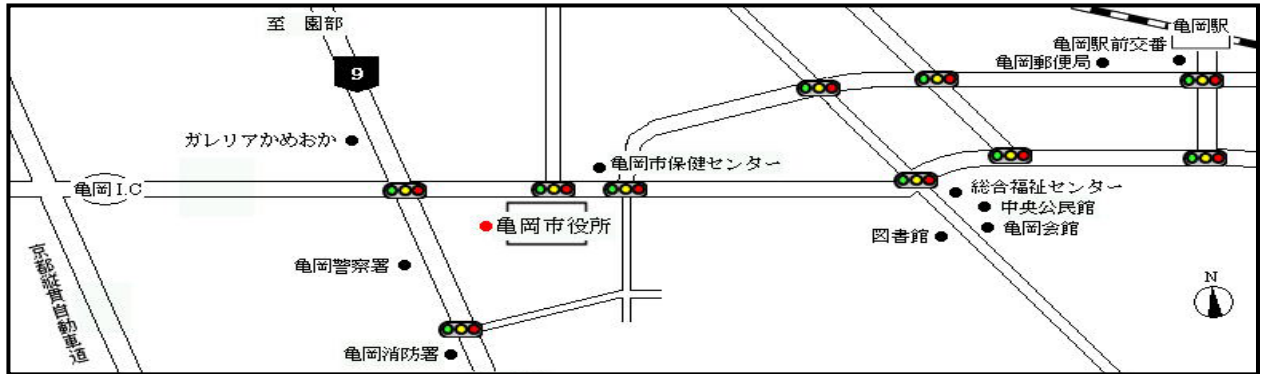 至 園部
亀岡駅
亀岡駅前交番
亀岡郵便局
9
ガレリアかめおか
亀岡市保健センター
亀岡I.C
総合福祉センター
中央公民館
亀岡会館
亀岡市役所
図書館
京都縦貫自動車道
亀岡警察署
N
亀岡消防署